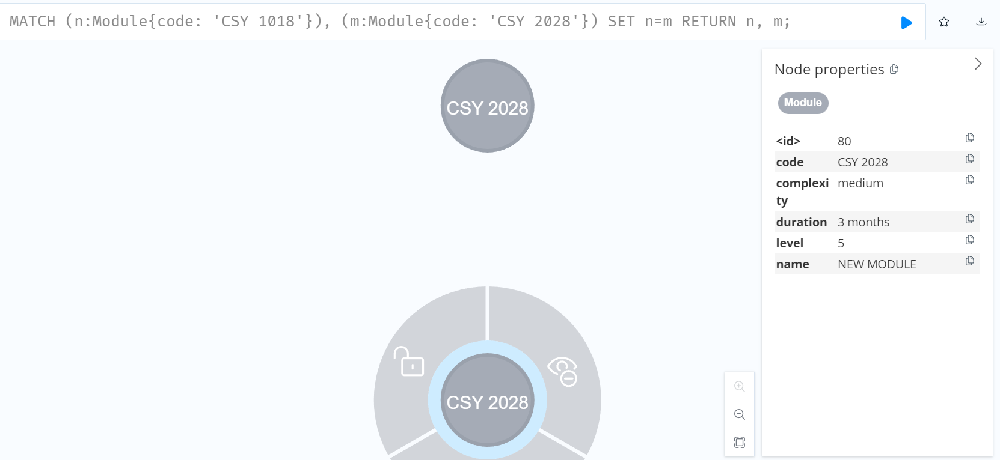 MATCH (n:Module{code: 'CSY 1018'}), (m:Module{code: 'CSY 2028'}) SET n=m RETURN n, m;
CSY 2028
CSY 2028
Node properties
Module
<id> 80
code CSY 2028
complexi medium
ty
duration 3 months
level 5
name NEW MODULE